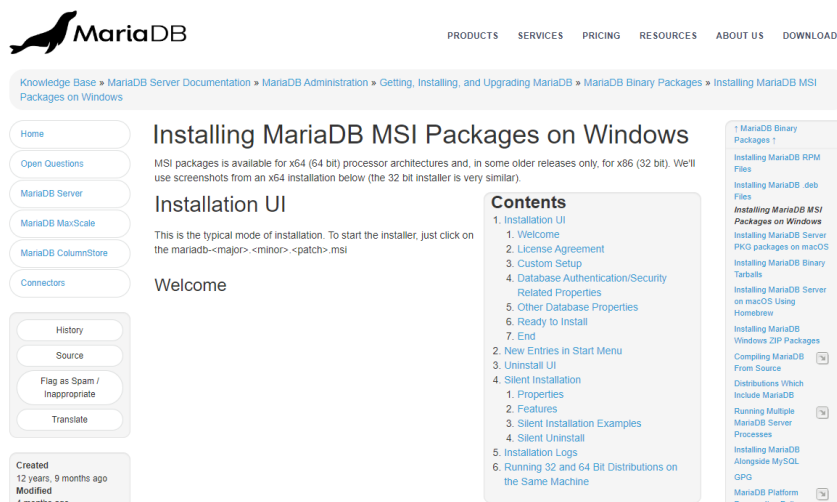 MariaDB
PRODUCTS SERVICES PRICING RESOURCES ABOUT US DOWNLOAD
Knowledge Base » MariaDB Server Documentation » MariaDB Administration » Getting, Installing, and Upgrading MariaDB » MariaDB Binary Packages » Installing MariaDB MSI
Packages on Windows
Home
Open Questions
MariaDB Server
MariaDB MaxScale
MariaDB ColumnStore
Connectors
History
Source
Flag as Spam /
Inappropriate
Translate
Created
12 years, 9 months ago
Modified
Installing MariaDB MSI Packages on Windows
MSI packages is available for x64 (64 bit) processor architectures and, in some older releases only, for x86 (32 bit). We'll
use screenshots from an x64 installation below (the 32 bit installer is very similar).
Installation UI
This is the typical mode of installation. To start the installer, just click on
the mariadb-<major>.<minor>.<patch>.msi
Welcome
Contents
1. Installation UI
1. Welcome
2. License Agreement
3. Custom Setup
4. Database Authentication/Security
Related Properties
5. Other Database Properties
6. Ready to Install
7. End
2. New Entries in Start Menu
3. Uninstall UI
4. Silent Installation
1. Properties
2. Features
3. Silent Installation Examples
4. Silent Uninstall
5. Installation Logs
6. Running 32 and 64 Bit Distributions on
the Same Machine
↑ MariaDB Binary
Packages ↑
Installing MariaDB RPM
Files
Installing MariaDB .deb
Files
Installing MariaDB MSI
Packages on Windows
Installing MariaDB Server
PKG packages on macOS
Installing MariaDB Binary
Tarballs
Installing MariaDB Server
on macOS Using
Homebrew
Installing MariaDB
Windows ZIP Packages
Compiling MariaDB
From Source
Distributions Which
Include MariaDB
Running Multiple
MariaDB Server
Processes
Installing MariaDB
Alongside MySQL
GPG
MariaDB Platform